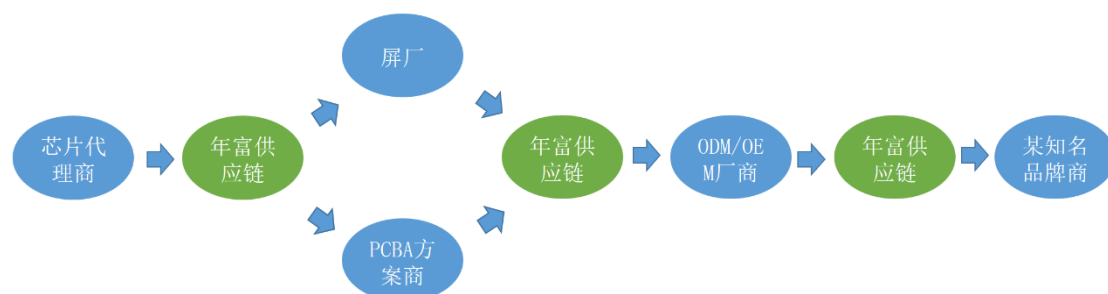 屏厂
芯片代
理商
年富供
应链
年富供
应链
ODM/OE
M厂商
年富供
应链
某知名
品牌商
PCBA方
案商